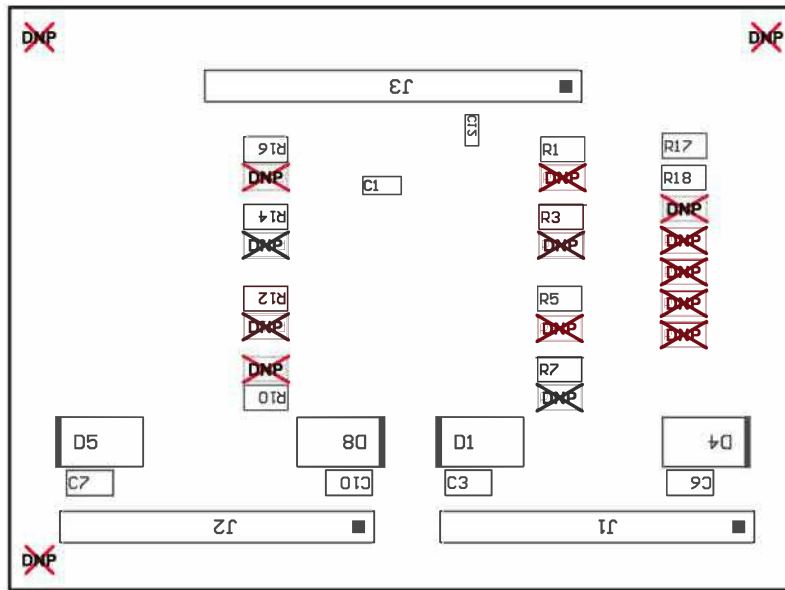 DNP DNP
J3
C12
R16 R1 R17
DNP DNP R18
C1
R14 R3 DNP
DNP DNP DNP
DNP
R12 R5 DNP
DNP DNP DNP
DNP R7
R10 DNP
D5 D8 D1 D4
C7 C10 C3 C6
J2 J1
DNP